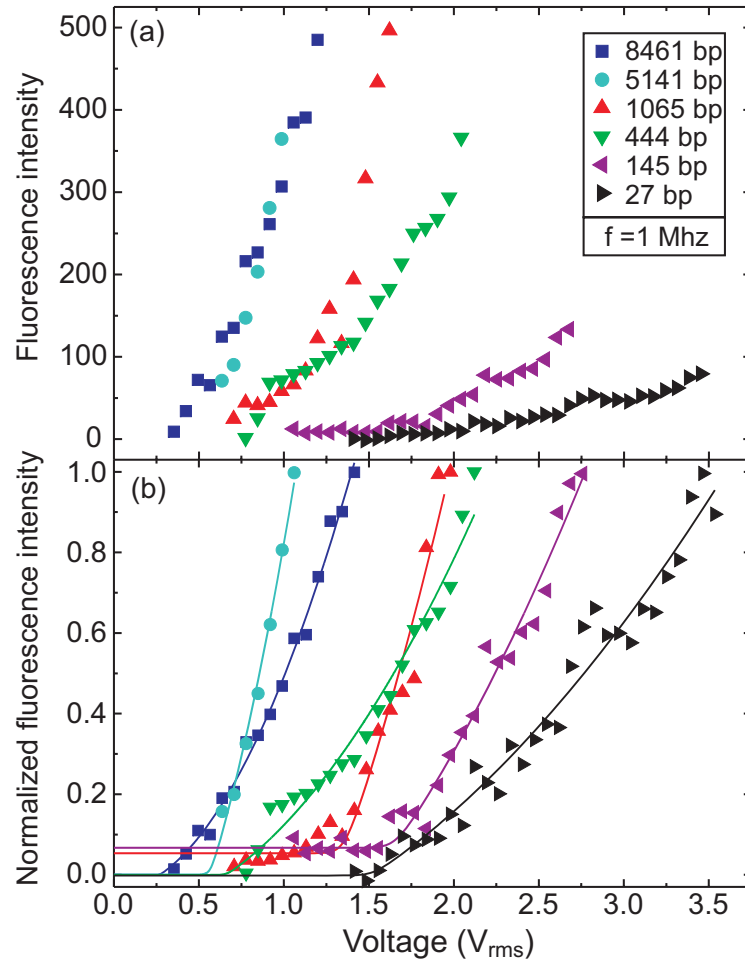 (a)
Fluorescence intensity
500
400
300
200
100
0
8461 bp
5141 bp
1065 bp
444 bp
145 bp
27 bp
f =1 Mhz
(b)
Normalized fluorescence intensity
1.0
0.8
0.6
0.4
0.2
0.0
0.0 0.5 1.0 1.5 2.0 2.5 3.0 3.5
Voltage (Vrms)